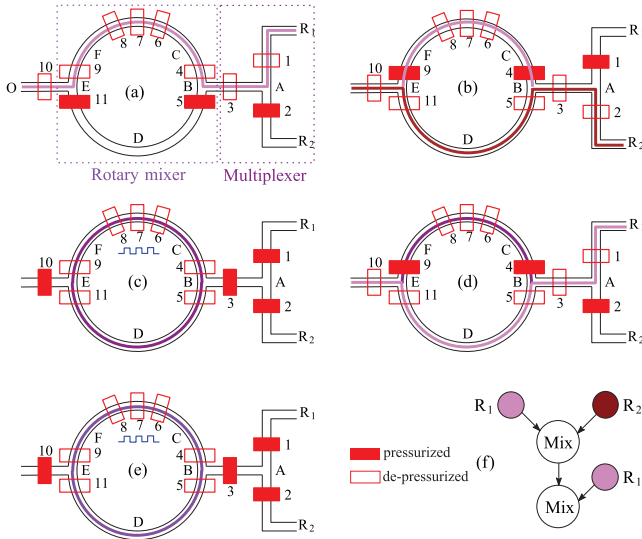 R1
8 7 6
10 F C
9 4 1
O E (a) B A
11 5 3
2
D
R2
Rotary mixer Multiplexer
R
8 7 6
10 F C 1
9 4
E (b) B A
11 5 3
2
D
R2
R1
8 7 6
10 F C
9 4 1
E (c) B A
11 5 3 2
D
R2
R
8 7 6
10 F C
9 4 1
E (d) B A
11 5 3 2
D
R2
R1
8 7 6
10 F C
9 4 1
E (e) B A
11 5 3 2
D
R2
R1 R2
Mix
pressurized (f)
de-pressurized
R1
Mix